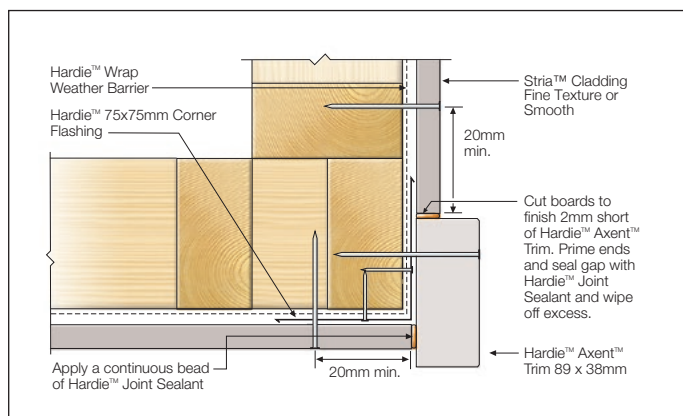 Hardie™ Wrap
Weather Barrier
Hardie™ 75x75mm Corner
Flashing
Stria™ Cladding
Fine Texture or
Smooth
20mm
min.
Cut boards to
finish 2mm short
of Hardie™ Axent™
Trim. Prime ends
and seal gap with
Hardie™ Joint
Sealant and wipe
off excess.
Apply a continuous bead
of Hardie™ Joint Sealant
20mm min.
Hardie™ Axent™
Trim 89 x 38mm